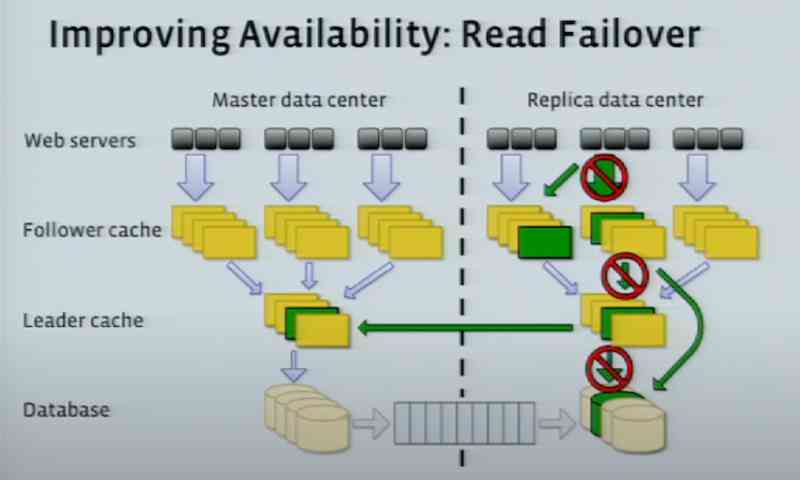 Improving Availability: Read Failover
Master data center
Replica data center
Web servers
Follower cache
Leader cache
Database